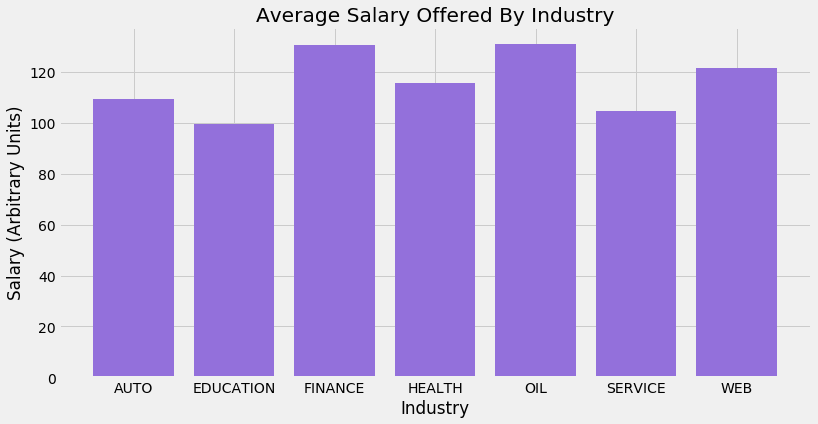 Average Salary Offered By Industry
Salary (Arbitrary Units)
120
100
80
60
40
20
0
AUTO EDUCATION FINANCE HEALTH OIL SERVICE WEB
Industry